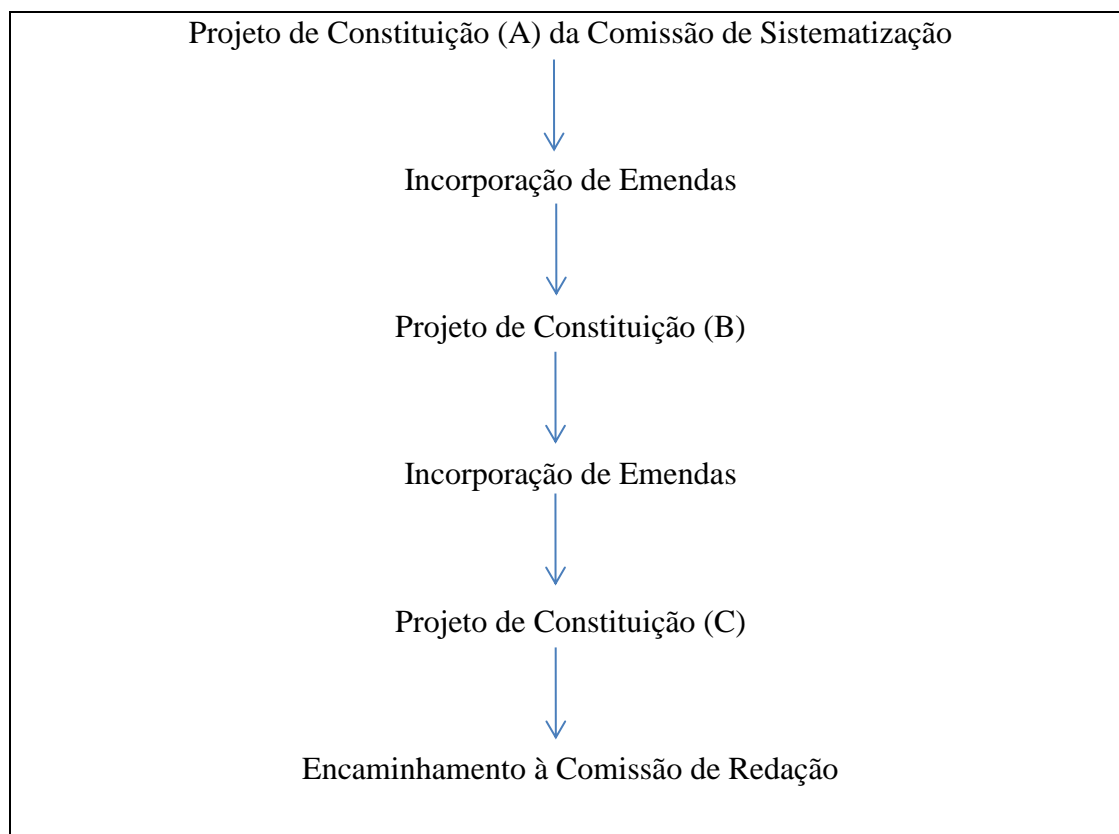 Projeto de Constituição (A) da Comissão de Sistematização
Incorporação de Emendas
Projeto de Constituição (B)
Incorporação de Emendas
Projeto de Constituição (C)
Encaminhamento à Comissão de Redação